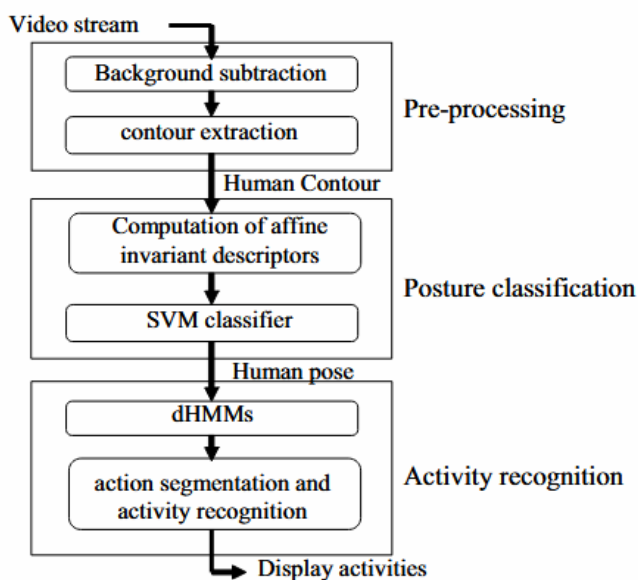 Video stream
Background subtraction
contour extraction
Pre-processing
Human Contour
Computation of affine
invariant descriptors
SVM classifier
Posture classification
Human pose
dHMMs
action segmentation and
activity recognition
Activity recognition
Display activities